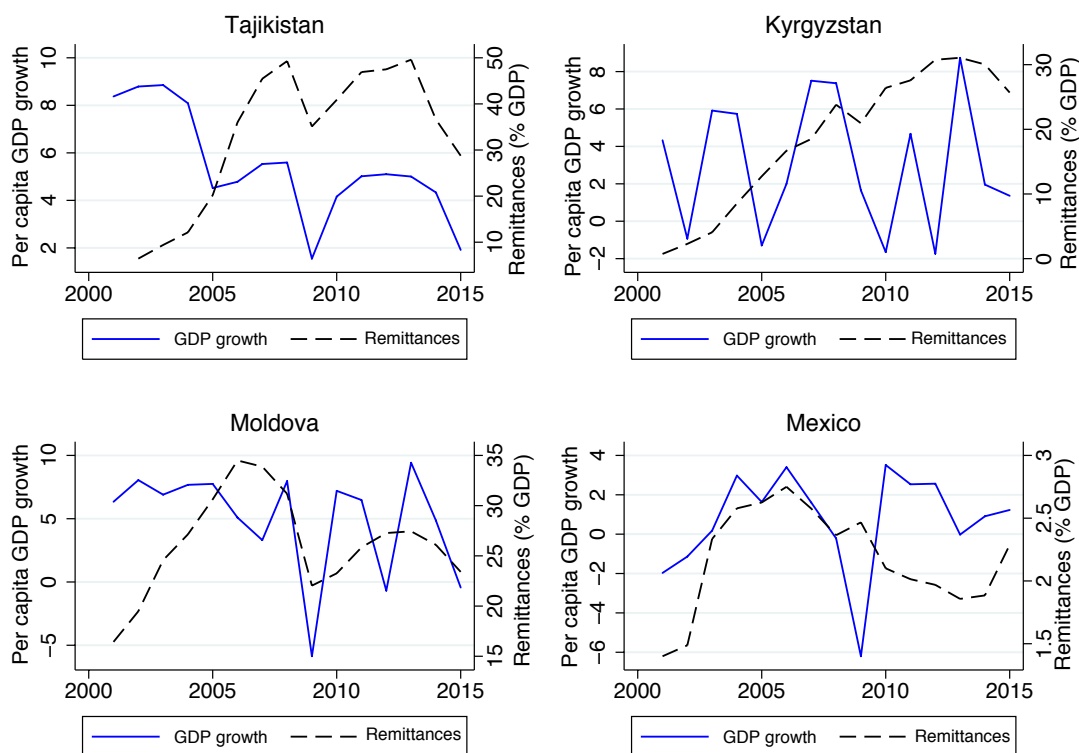 Tajikistan
Per capita GDP growth
10
8
6
4
2
Remittances (% GDP)
50
40
30
20
10
2000 2005 2010 2015
GDP growth Remittances
Kyrgyzstan
Per capita GDP growth
8
6
4
2
0
−2
Remittances (% GDP)
30
20
10
0
2000 2005 2010 2015
GDP growth Remittances
Moldova
Per capita GDP growth
10
5
0
−5
Remittances (% GDP)
35
30
25
20
15
2000 2005 2010 2015
GDP growth Remittances
Mexico
Per capita GDP growth
4
2
0
−2
−4
−6
Remittances (% GDP)
3
2.5
2
1.5
2000 2005 2010 2015
GDP growth Remittances